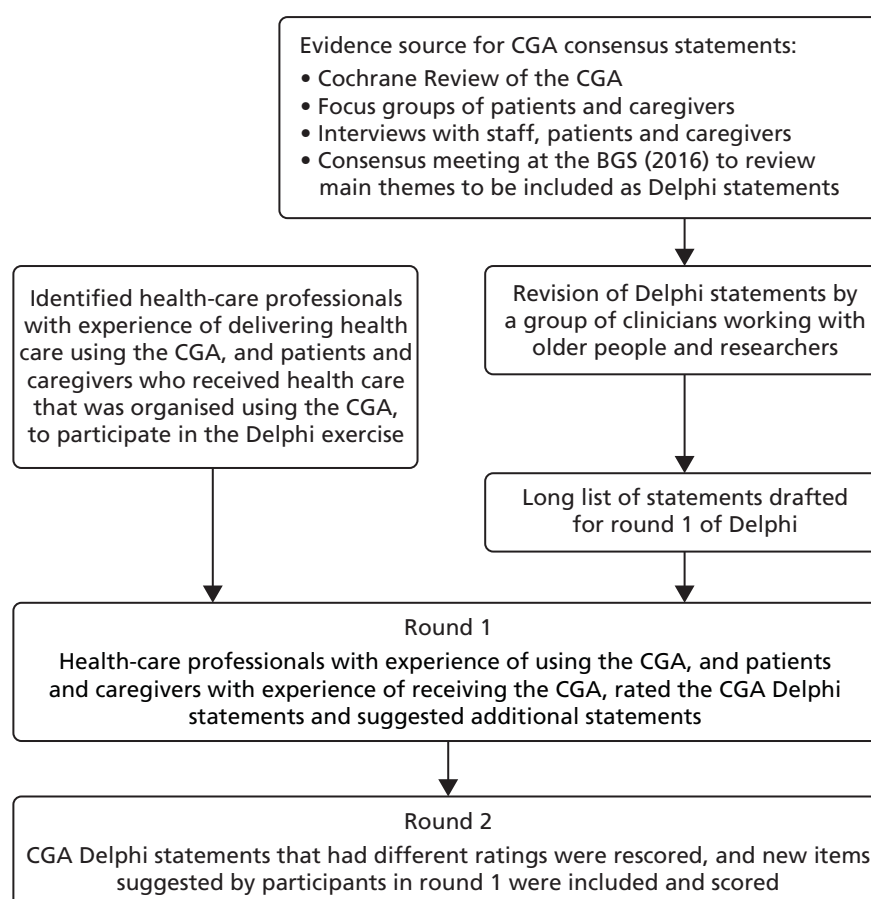 Evidence source for CGA consensus statements:
• Cochrane Review of the CGA
• Focus groups of patients and caregivers
• Interviews with staff, patients and caregivers
• Consensus meeting at the BGS (2016) to review
main themes to be included as Delphi statements
Identified health-care professionals
with experience of delivering health
care using the CGA, and patients and
caregivers who received health care
that was organised using the CGA,
to participate in the Delphi exercise
Revision of Delphi statements by
a group of clinicians working with
older people and researchers
Long list of statements drafted
for round 1 of Delphi
Round 1
Health-care professionals with experience of using the CGA, and patients
and caregivers with experience of receiving the CGA, rated the CGA Delphi
statements and suggested additional statements
Round 2
CGA Delphi statements that had different ratings were rescored, and new items
suggested by participants in round 1 were included and scored